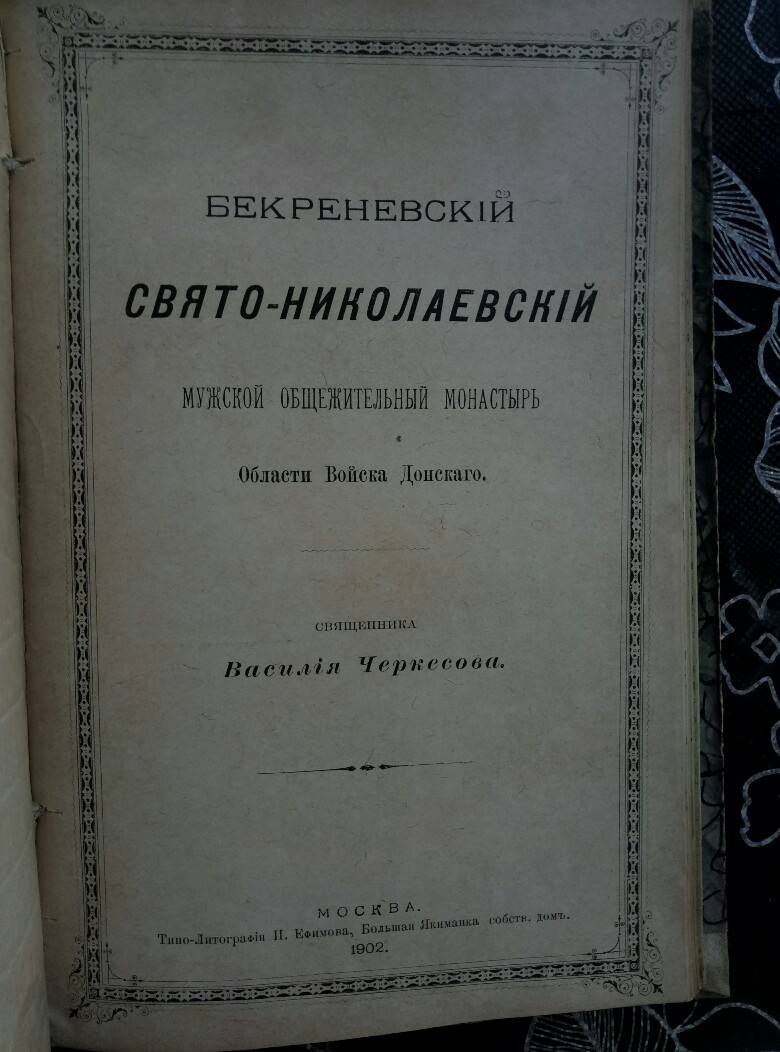 БЕКРЕНЕВСКІЙ
СВЯТО-НИКОЛАЕВСКІЙ
МУЖСКОЙ ОБЩЕЖИТЕЛЬНЫЙ МОНАСТЫРЬ
Области Войска Донскаго.
СВЯЩЕННИКА
Василія Черкесова.
МОСКВА.
Типо-Литографія И. Ефимова, Большая Якиманка собств. домъ.
1902.